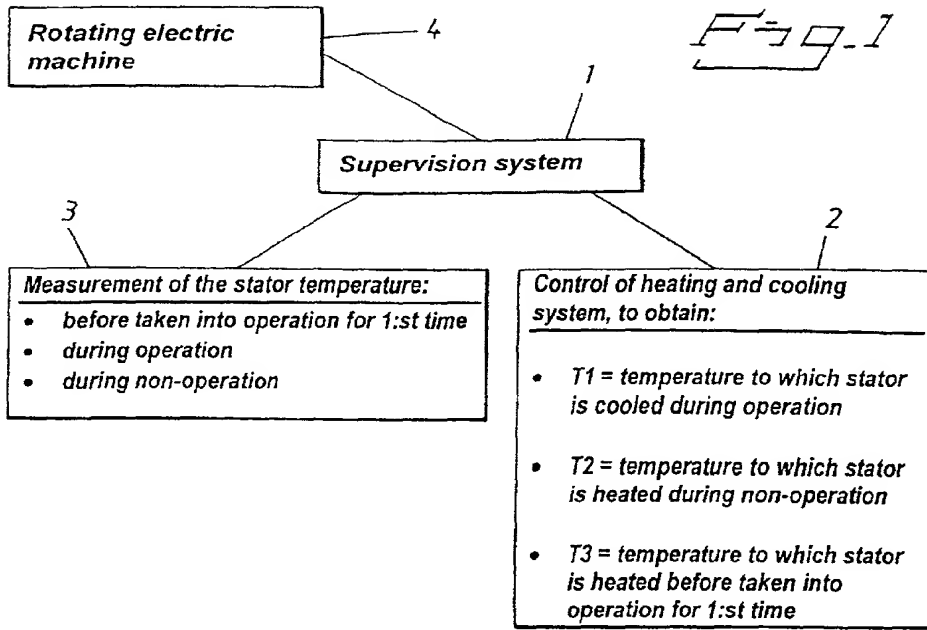 Fig. 1
Rotating electric
machine
4
1
Supervision system
3
2
Measurement of the stator temperature:
• before taken into operation for 1:st time
• during operation
• during non-operation
Control of heating and cooling
system, to obtain:
• T1 = temperature to which stator
is cooled during operation
• T2 = temperature to which stator
is heated during non-operation
• T3 = temperature to which stator
is heated before taken into
operation for 1:st time